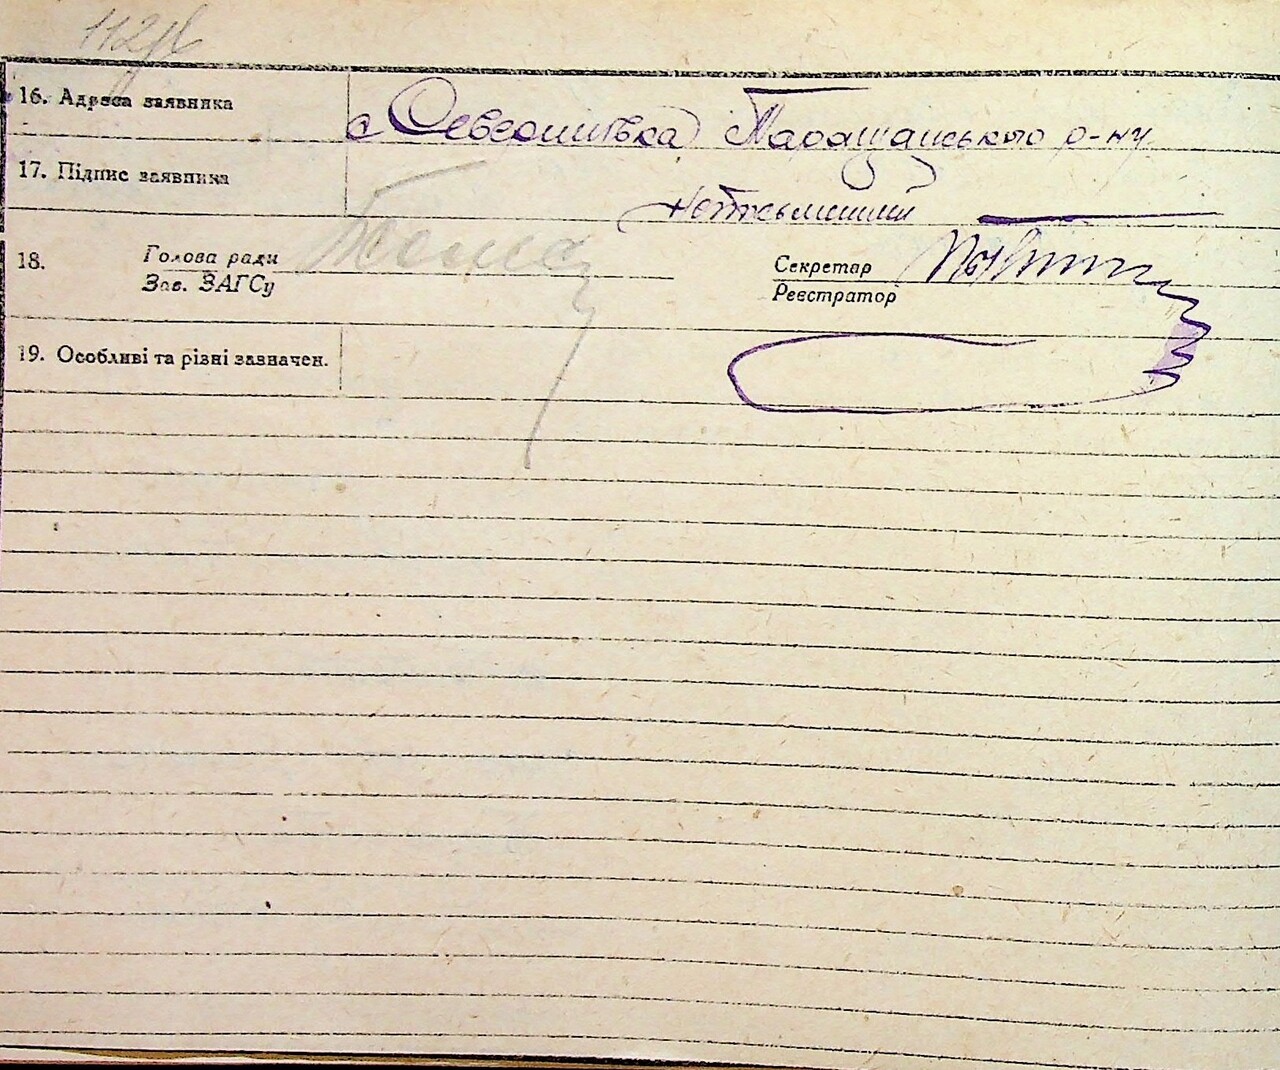 112
16. Адреса заявника с Северинівка Таращанського р-ну.
17. Підпис заявника неписьменний
18. Голова ради Секретар
Зав. ЗАГСу Реєстратор
19. Особливі та різні зазначен.